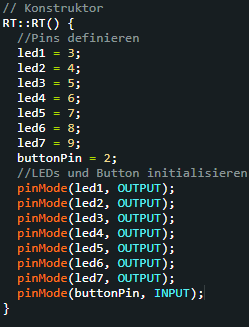 // Konstruktor
RT::RT() {
//Pins definieren
led1 = 3;
led2 = 4;
led3 = 5;
led4 = 6;
led5 = 7;
led6 = 8;
led7 = 9;
buttonPin = 2;
//LEDs und Button initialisieren
pinMode(led1, OUTPUT);
pinMode(led2, OUTPUT);
pinMode(led3, OUTPUT);
pinMode(led4, OUTPUT);
pinMode(led5, OUTPUT);
pinMode(led6, OUTPUT);
pinMode(led7, OUTPUT);
pinMode(buttonPin, INPUT);
}